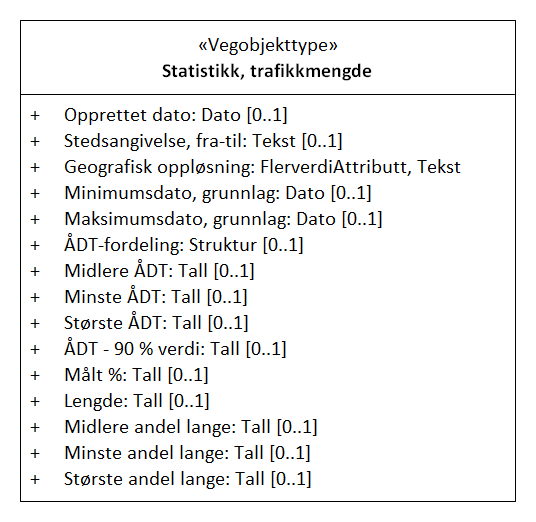 «Vegobjekttype»
Statistikk, trafikkmengde
+ Opprettet dato: Dato [0..1]
+ Stedsangivelse, fra-til: Tekst [0..1]
+ Geografisk oppløsning: FlerverdiAttributt, Tekst
+ Minimumsdato, grunnlag: Dato [0..1]
+ Maksimumsdato, grunnlag: Dato [0..1]
+ ÅDT-fordeling: Struktur [0..1]
+ Midlere ÅDT: Tall [0..1]
+ Minste ÅDT: Tall [0..1]
+ Største ÅDT: Tall [0..1]
+ ÅDT - 90 % verdi: Tall [0..1]
+ Målt %: Tall [0..1]
+ Lengde: Tall [0..1]
+ Midlere andel lange: Tall [0..1]
+ Minste andel lange: Tall [0..1]
+ Største andel lange: Tall [0..1]